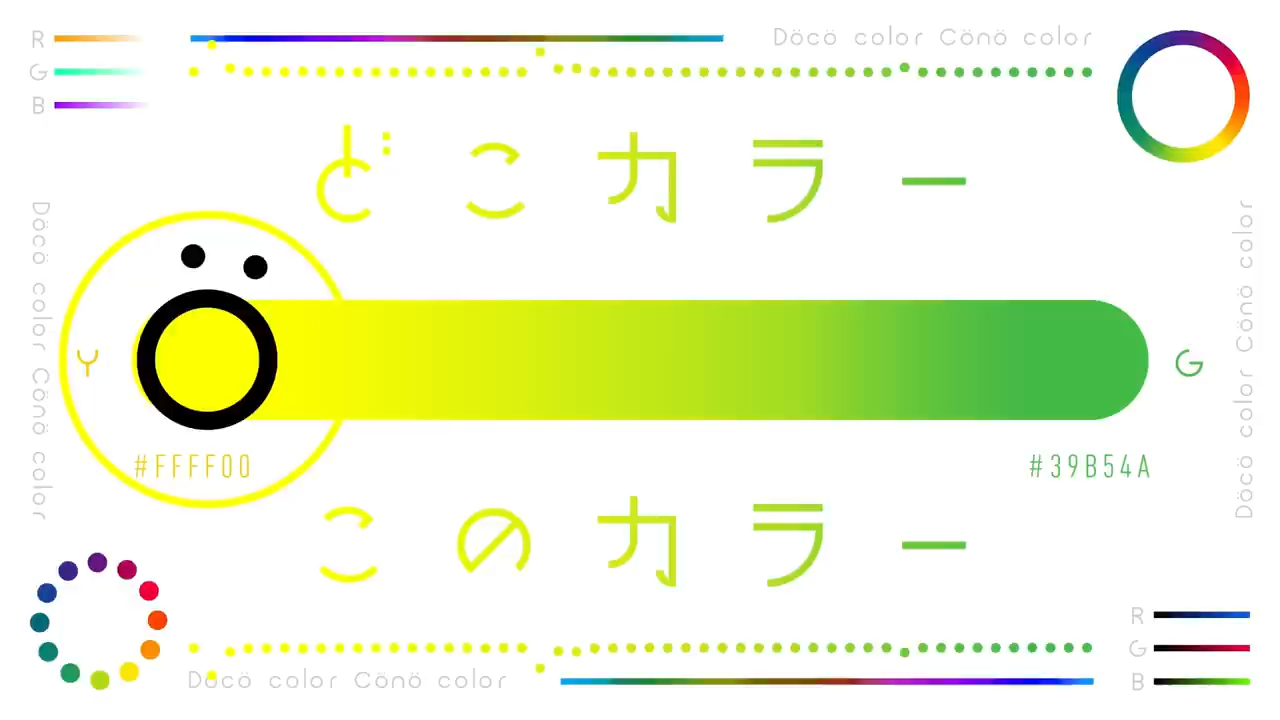 R
G
B
Döcö color Cönö color
どこカラー
Döcö color Cönö color
Döcö color Cönö color
Y
G
#FFFF00
#39B54A
このカラー
R
G
B
Döcö color Cönö color